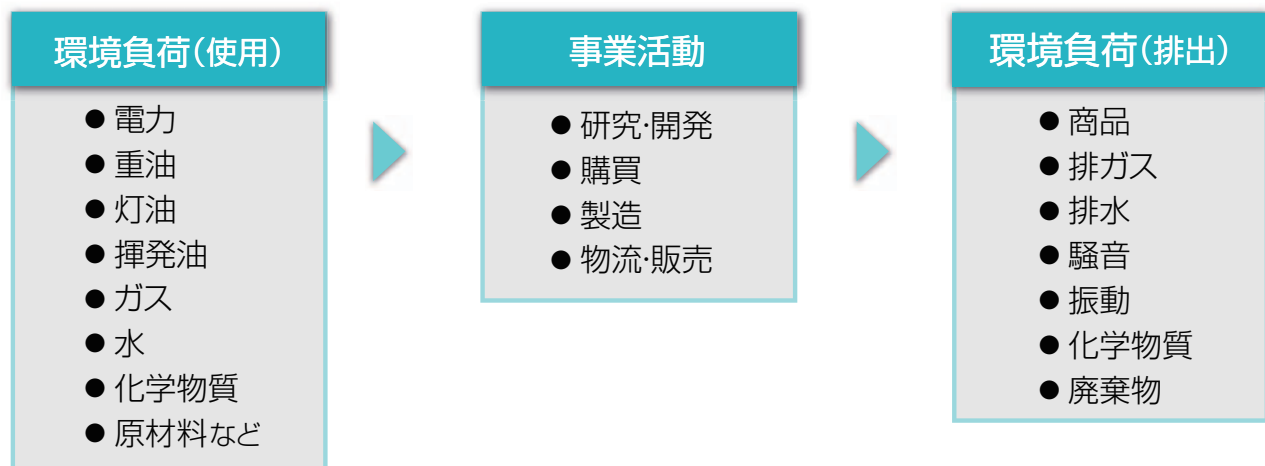 環境負荷(使用)
● 電力
● 重油
● 灯油
● 揮発油
● ガス
● 水
● 化学物質
● 原材料など
事業活動
● 研究・開発
● 購買
● 製造
● 物流・販売
環境負荷(排出)
● 商品
● 排ガス
● 排水
● 騒音
● 振動
● 化学物質
● 廃棄物